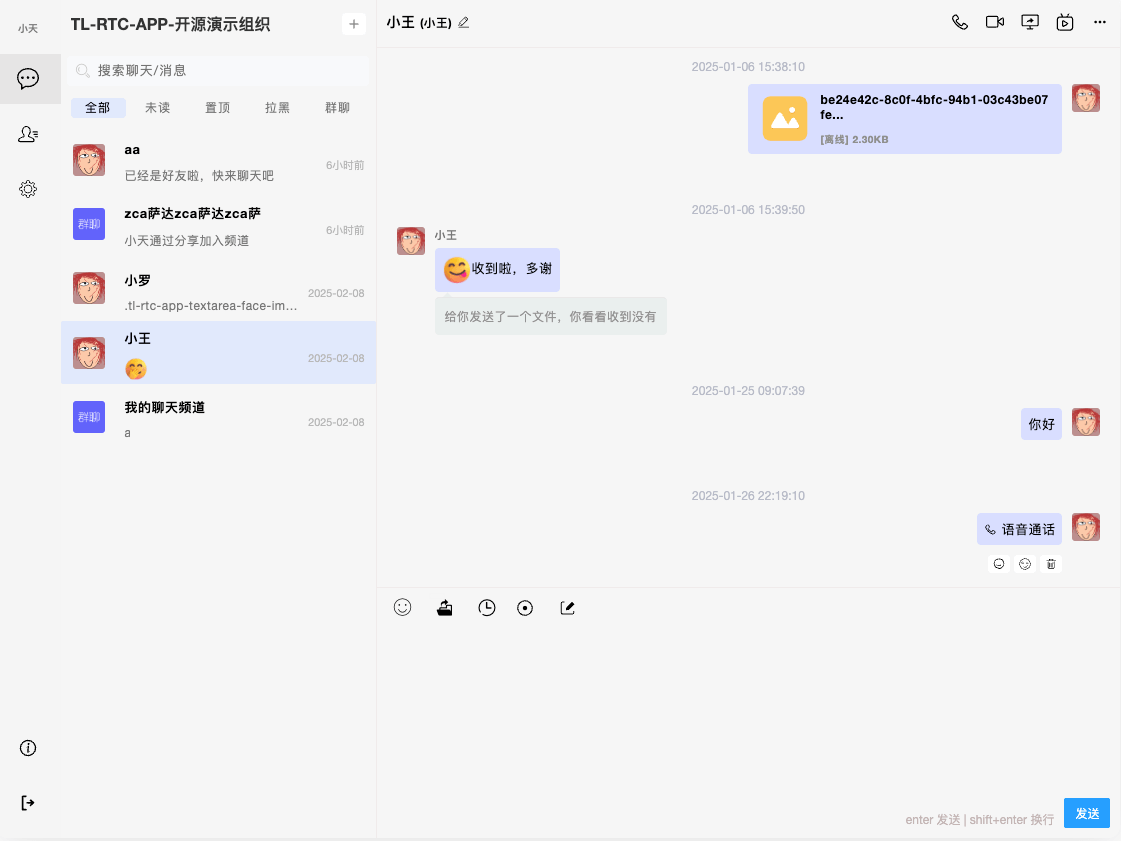 小天
TL-RTC-APP-开源演示组织
搜索聊天/消息
全部 未读 置顶 拉黑 群聊
aa
6小时前
已经是好友啦，快来聊天吧
群聊
zca萨达zca萨达zca萨
6小时前
小天通过分享加入频道
小罗
2025-02-08
.tl-rtc-app-textarea-face-im...
小王
2025-02-08
群聊
我的聊天频道
2025-02-08
a
小王 (小王)
2025-01-06 15:38:10
be24e42c-8c0f-4bfc-94b1-03c43be07
fe...
[离线] 2.30KB
2025-01-06 15:39:50
小王
收到啦，多谢
给你发送了一个文件，你看看收到没有
2025-01-25 09:07:39
你好
2025-01-26 22:19:10
语音通话
enter 发送 | shift+enter 换行
发送